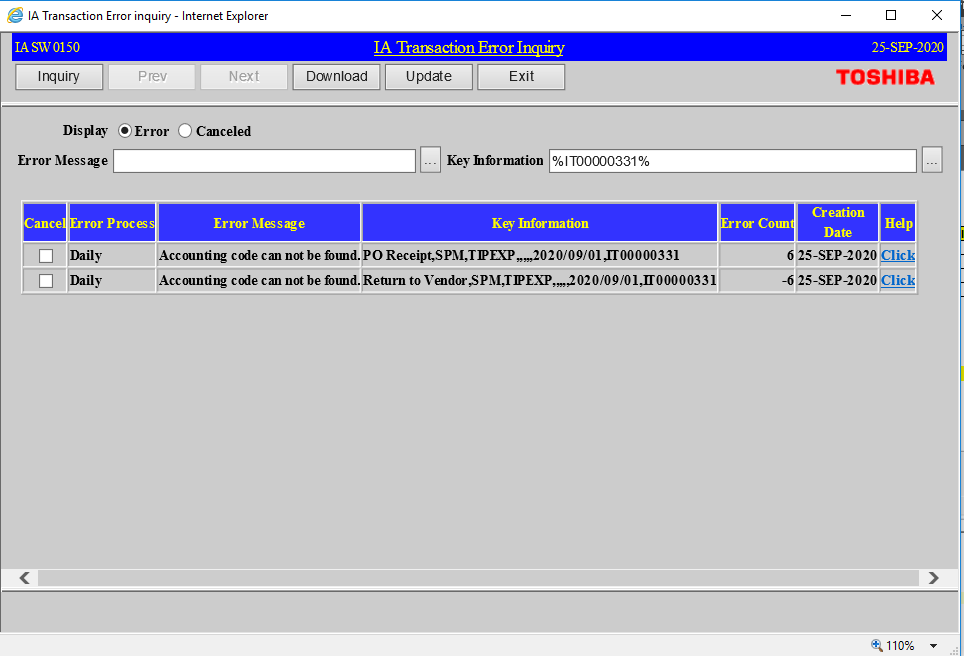 IA Transaction Error inquiry - Internet Explorer
IA SW 0150 IA Transaction Error Inquiry 25-SEP-2020
Inquiry Prev Next Download Update Exit TOSHIBA
Display Error Canceled
Error Message ... Key Information %IT00000331% ...
Cancel Error Process Error Message Key Information Error Count Creation Date Help
Daily Accounting code can not be found. PO Receipt,SPM,TIPEXP,,,,,,2020/09/01,IT00000331 6 25-SEP-2020 Click
Daily Accounting code can not be found. Return to Vendor,SPM,TIPEXP,,,,,,2020/09/01,IT00000331 -6 25-SEP-2020 Click
110%